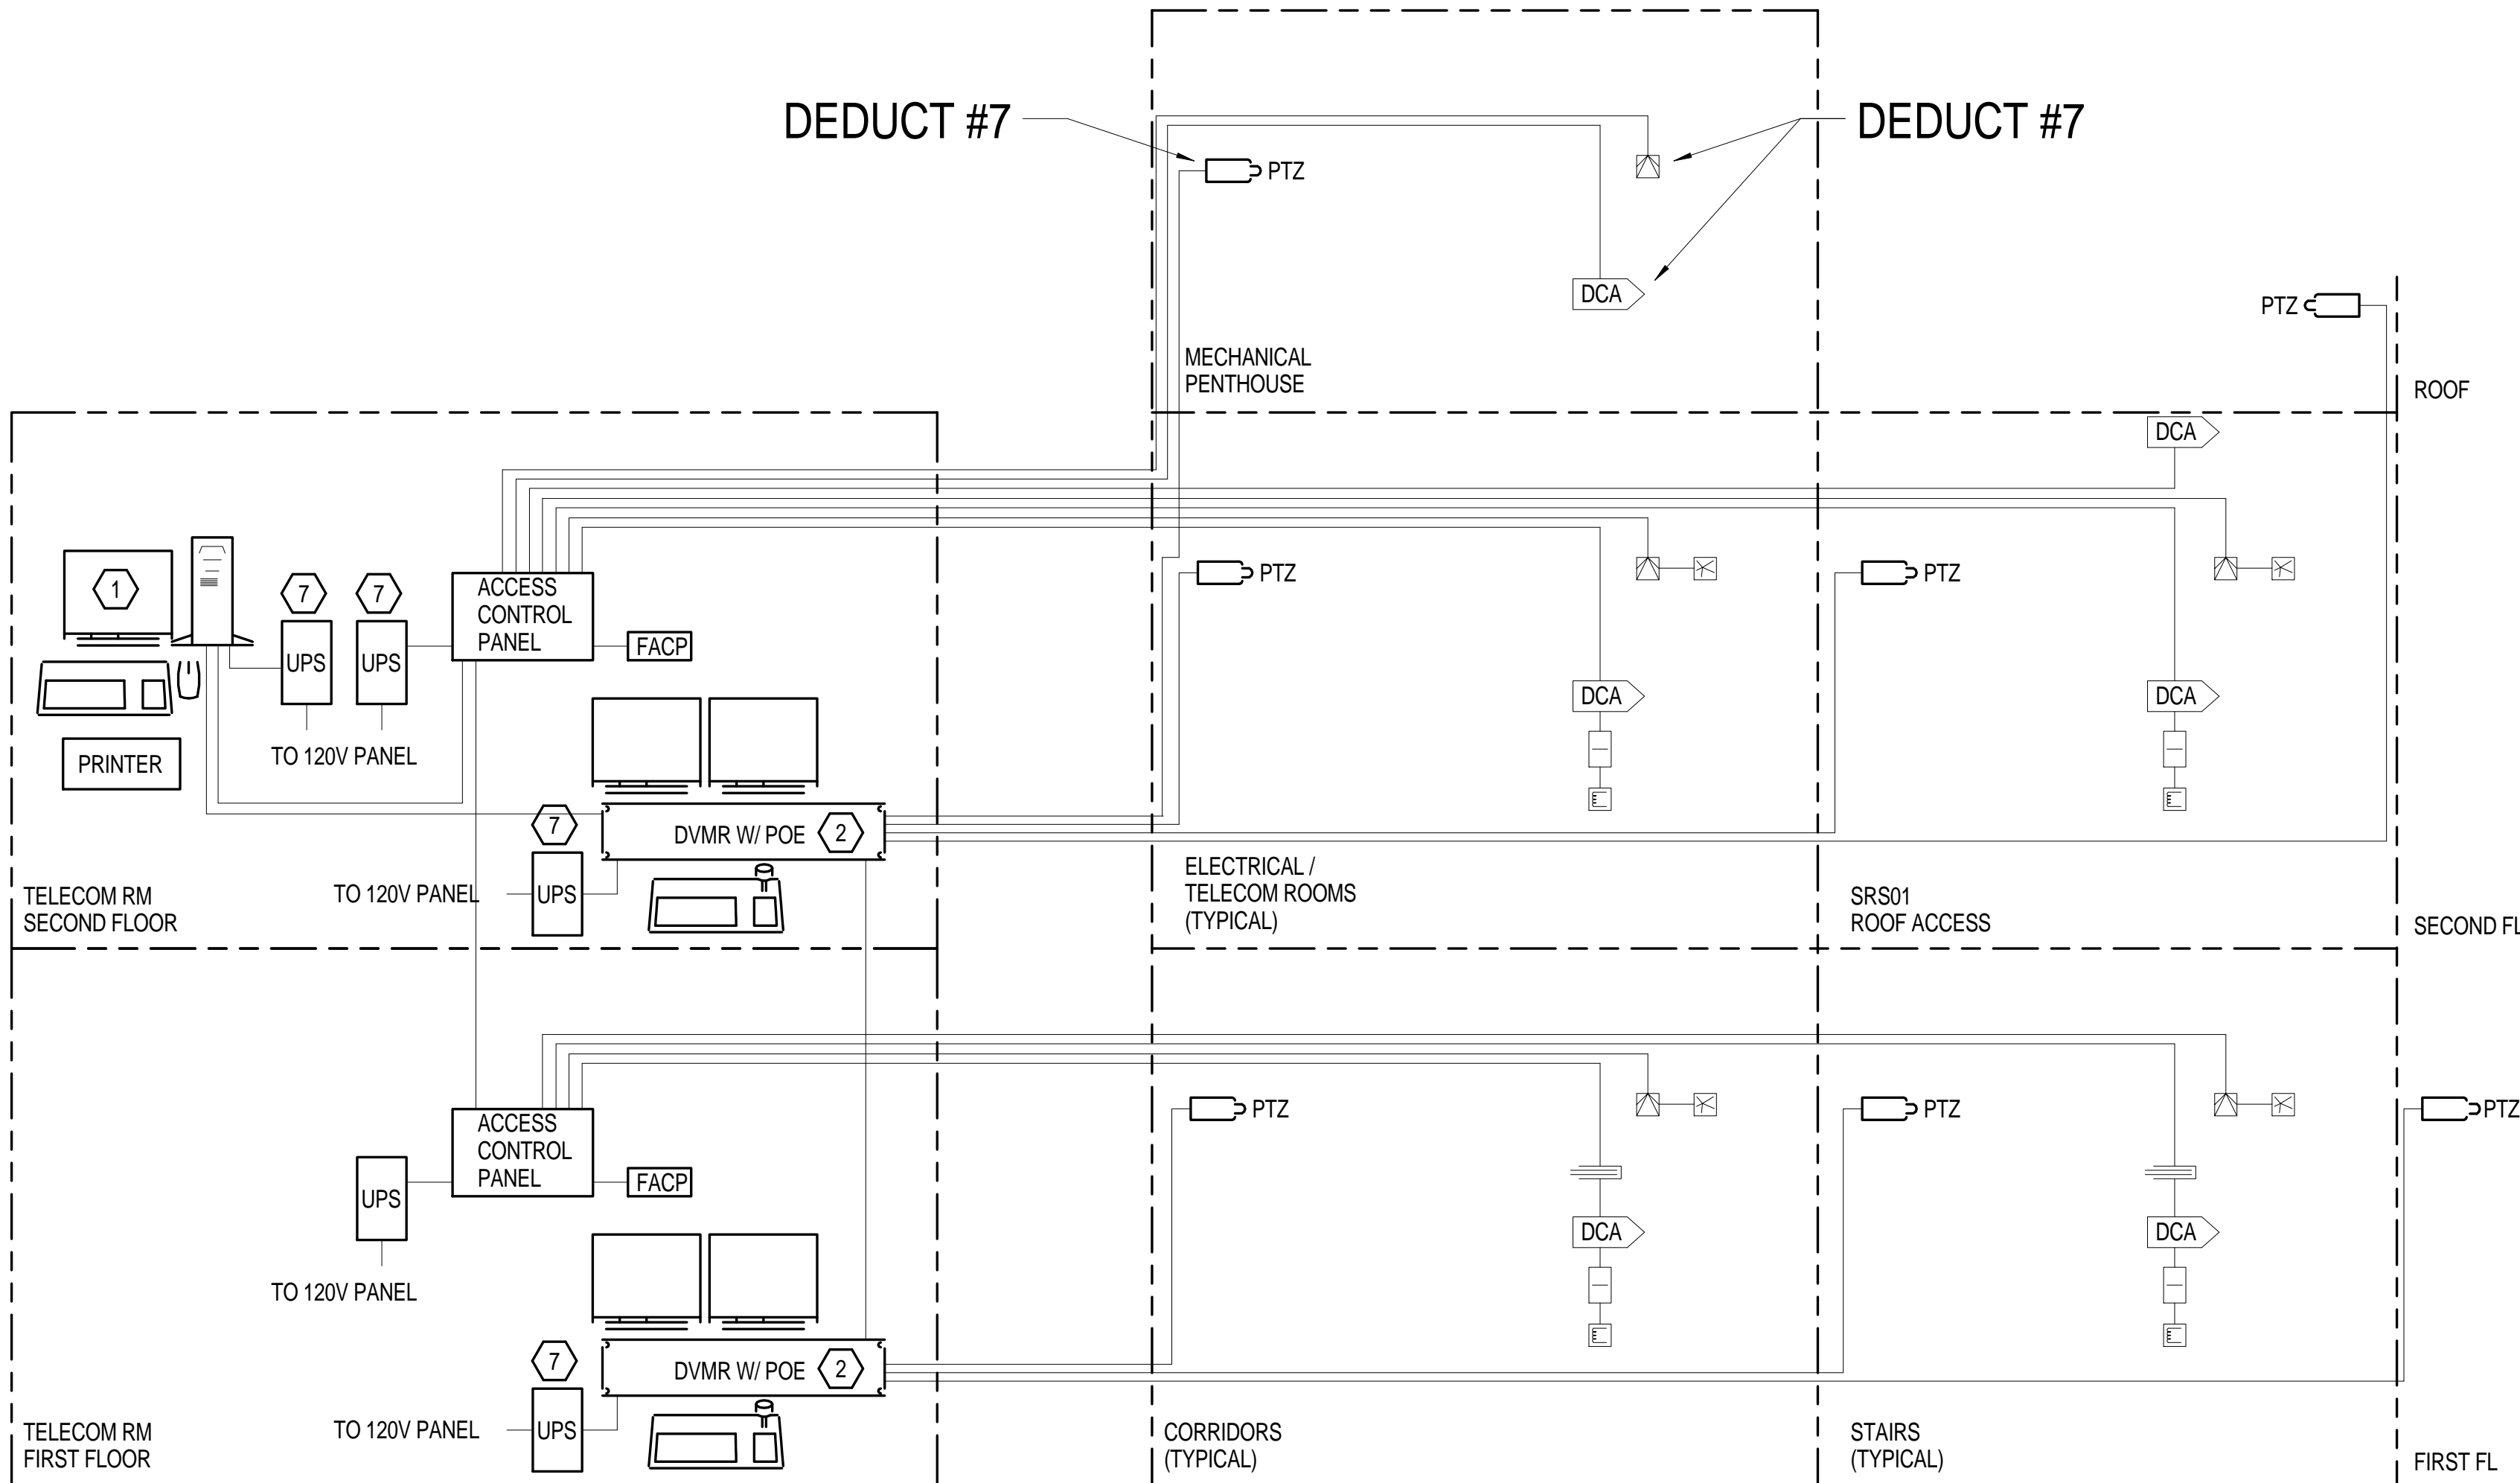 DEDUCT #7
DEDUCT #7
PTZ
DCA
PTZ
MECHANICAL
PENTHOUSE
ROOF
DCA
1
7
7
ACCESS
CONTROL
PANEL
FACP
UPS
UPS
TO 120V PANEL
PRINTER
PTZ
PTZ
DCA
DCA
7
DVMR W/ POE
2
TO 120V PANEL
UPS
TELECOM RM
SECOND FLOOR
ELECTRICAL /
TELECOM ROOMS
(TYPICAL)
SRS01
ROOF ACCESS
SECOND FL
ACCESS
CONTROL
PANEL
FACP
UPS
TO 120V PANEL
PTZ
PTZ
PTZ
DCA
DCA
7
DVMR W/ POE
2
TO 120V PANEL
UPS
TELECOM RM
FIRST FLOOR
CORRIDORS
(TYPICAL)
STAIRS
(TYPICAL)
FIRST FL